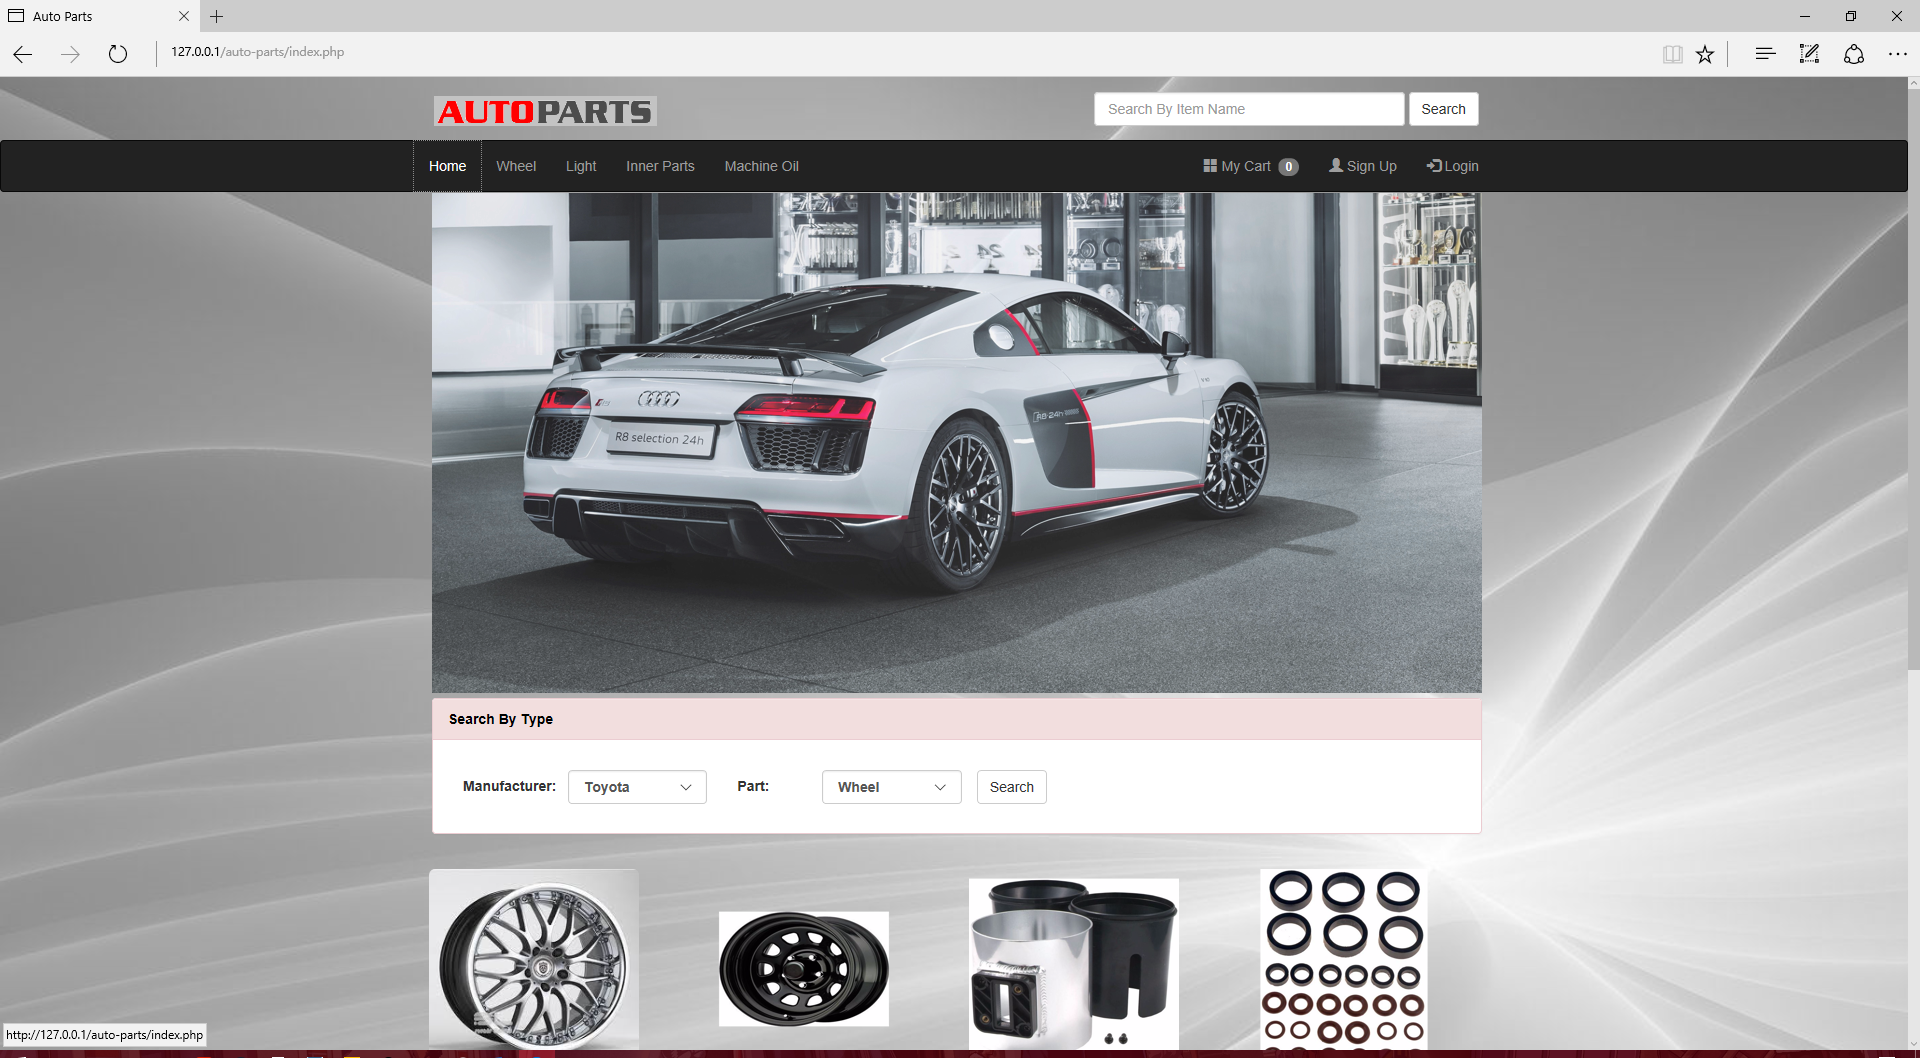 Auto Parts
127.0.0.1/auto-parts/index.php
AUTOPARTS
Search By Item Name
Search
Home
Wheel
Light
Inner Parts
Machine Oil
My Cart 0
Sign Up
Login
R8 selection 24h
R8-24h
Search By Type
Manufacturer:
Toyota
Part:
Wheel
Search
http://127.0.0.1/auto-parts/index.php